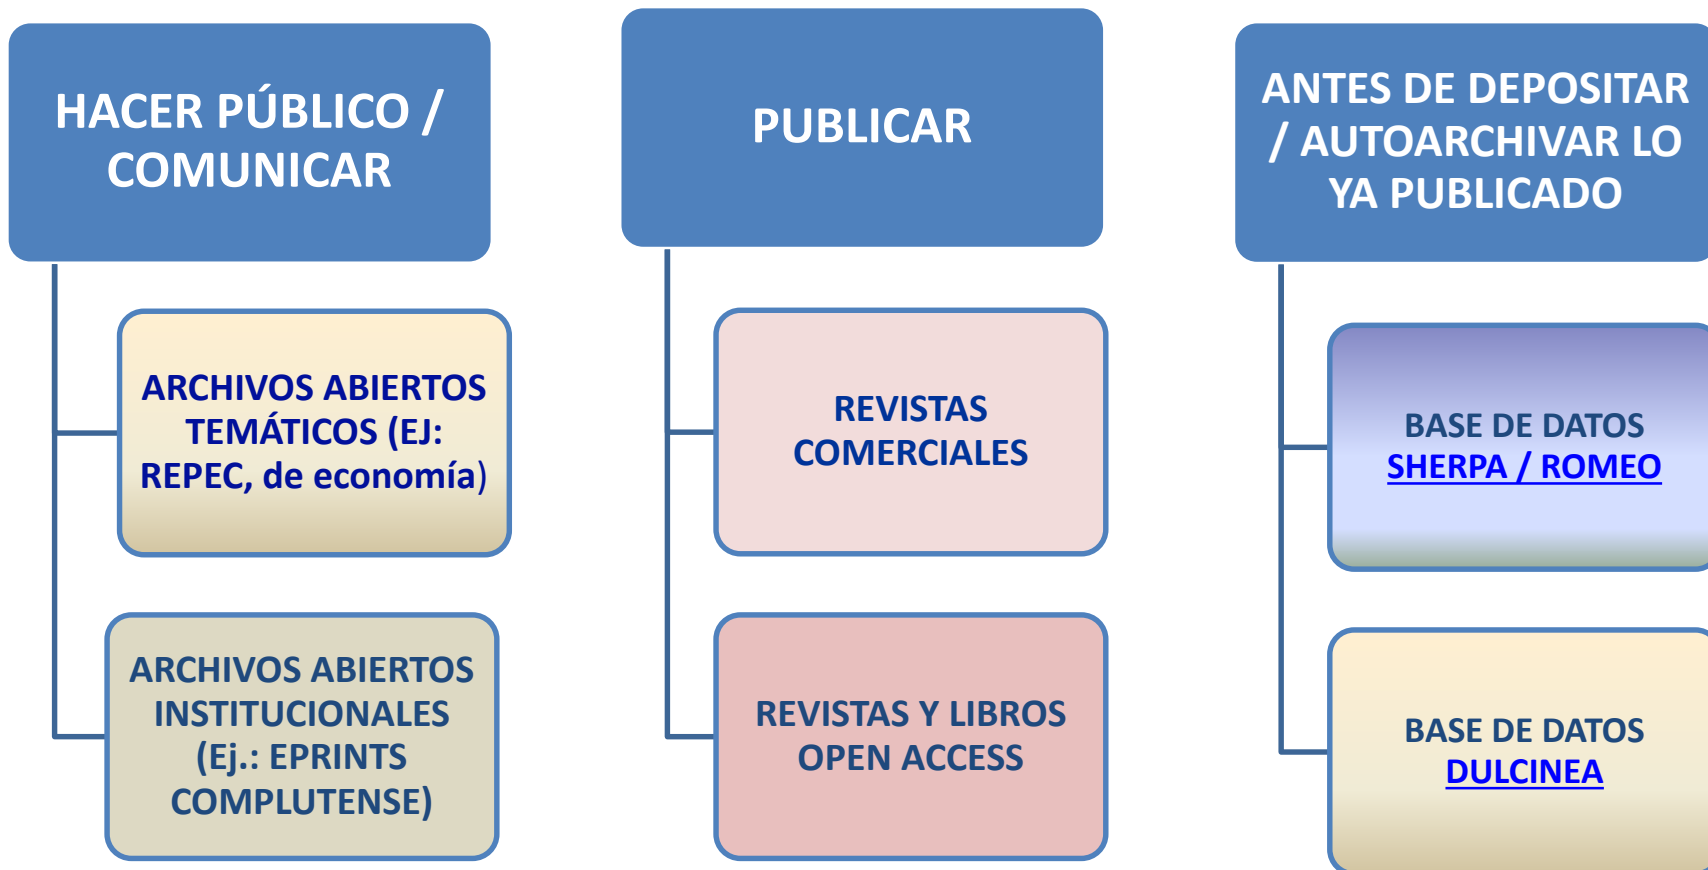 HACER PÚBLICO /
COMUNICAR
ARCHIVOS ABIERTOS
TEMÁTICOS (EJ:
REPEC, de economía)
ARCHIVOS ABIERTOS
INSTITUCIONALES
(Ej.: EPRINTS
COMPLUTENSE)
PUBLICAR
REVISTAS
COMERCIALES
REVISTAS Y LIBROS
OPEN ACCESS
ANTES DE DEPOSITAR
/ AUTOARCHIVAR LO
YA PUBLICADO
BASE DE DATOS
SHERPA / ROMEO
BASE DE DATOS
DULCINEA